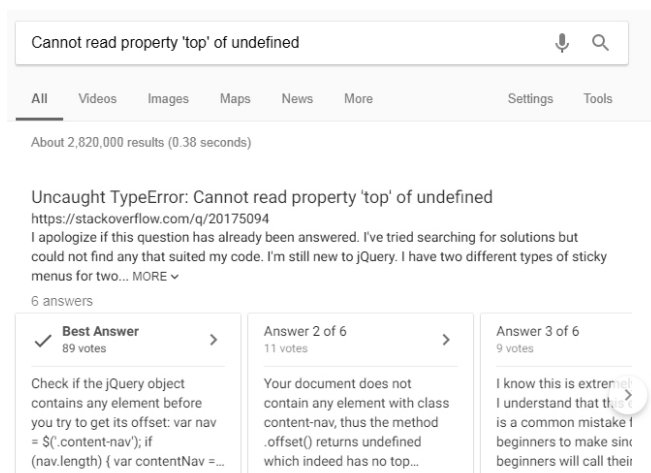 Cannot read property 'top' of undefined
All Videos Images Maps News More Settings Tools
About 2,820,000 results (0.38 seconds)
Uncaught TypeError: Cannot read property 'top' of undefined
https://stackoverflow.com/q/20175094
I apologize if this question has already been answered. I've tried searching for solutions but
could not find any that suited my code. I'm still new to jQuery. I have two different types of sticky
menus for two... MORE
6 answers
Best Answer
89 votes
Check if the jQuery object
contains any element before
you try to get its offset: var nav
= $('.content-nav'); if
(nav.length) { var contentNav =...
Answer 2 of 6
11 votes
Your document does not
contain any element with class
content-nav, thus the method
.offset() returns undefined
which indeed has no top...
Answer 3 of 6
9 votes
I know this is extremel
I understand that this
is a common mistake f
beginners to make sinc
beginners will call their